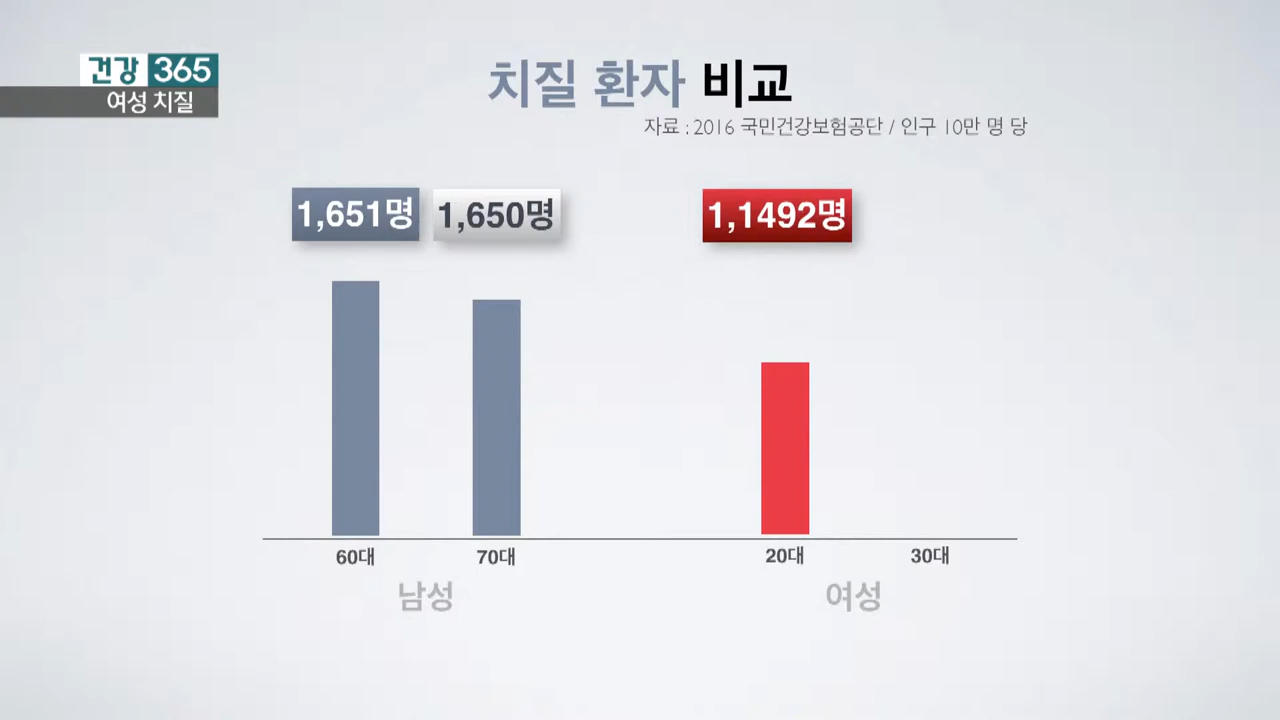 건강 365
여성 치질
치질 환자 비교
자료 : 2016 국민건강보험공단 / 인구 10만 명 당
1,651명 1,650명 1,1492명
60대 70대 20대 30대
남성 여성